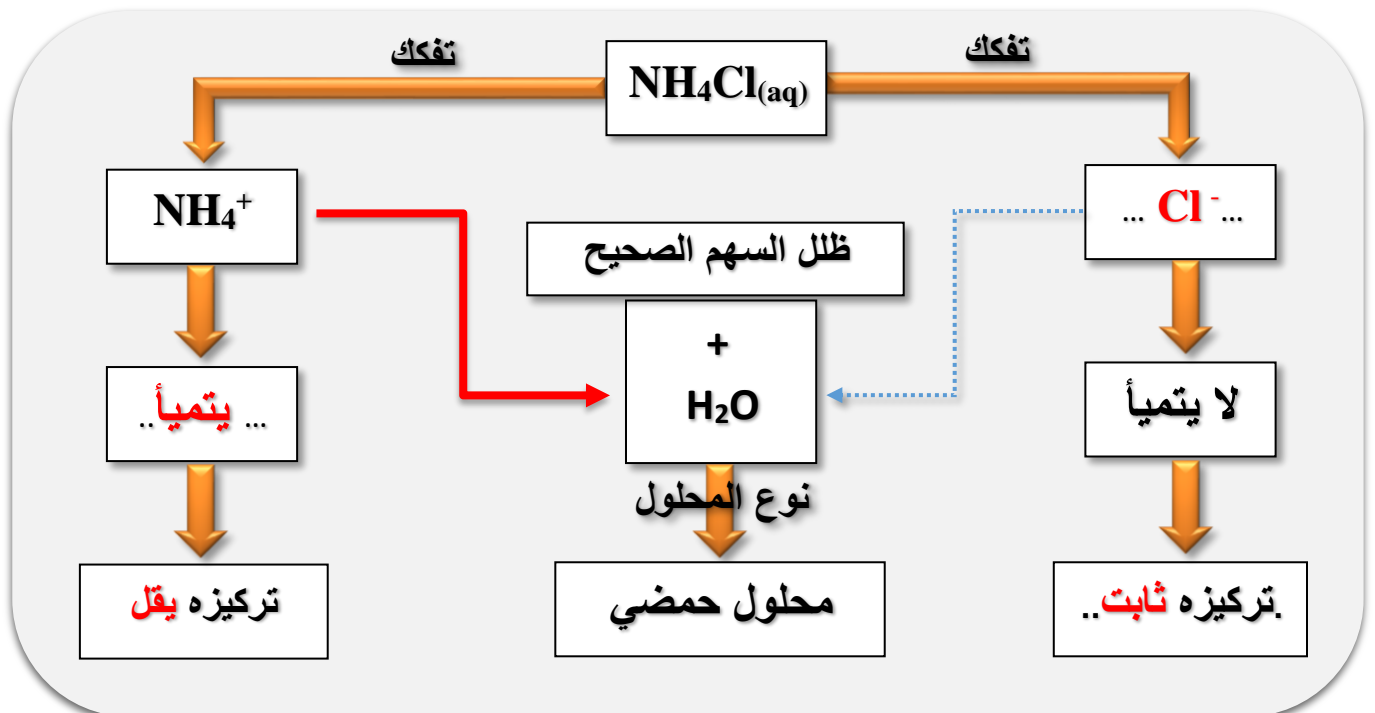 تفكك
NH₄Cl(aq)
تفكك
NH₄⁺
... Cl ⁻...
ظلل السهم الصحيح
+
H₂O
... يتميأ..
لا يتميأ
نوع المحلول
تركيزه يقل
محلول حمضي
.تركيزه ثابت..